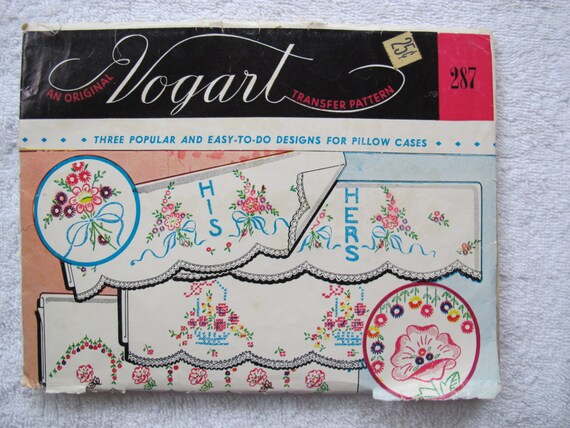 25¢
AN ORIGINAL
Vogart
TRANSFER PATTERN
287
THREE POPULAR AND EASY-TO-DO DESIGNS FOR PILLOW CASES
HIS
HERS